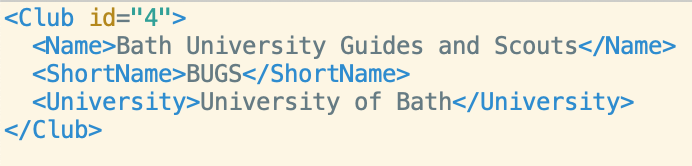 <Club id="4">
  <Name>Bath University Guides and Scouts</Name>
  <ShortName>BUGS</ShortName>
  <University>University of Bath</University>
</Club>